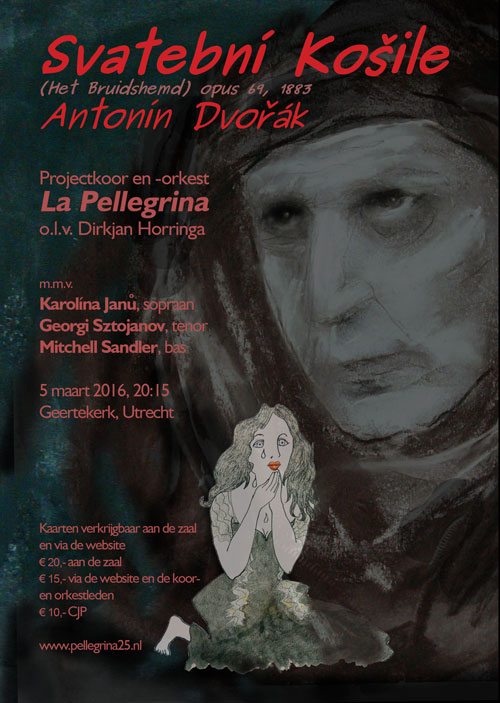 Svatební Košile
(Het Bruidshemd) opus 69, 1883
Antonín Dvořák
Projectkoor en -orkest
La Pellegrina
o.l.v. Dirkjan Horringa
m.m.v.
Karolína Janů, sopraan
Georgi Sztojanov, tenor
Mitchell Sandler, bas
5 maart 2016, 20:15
Geertekerk, Utrecht
Kaarten verkrijgbaar aan de zaal
en via de website
€ 20,- aan de zaal
€ 15,- via de website en de koor-
en orkestleden
€ 10,- CJP
www.pellegrina25.nl